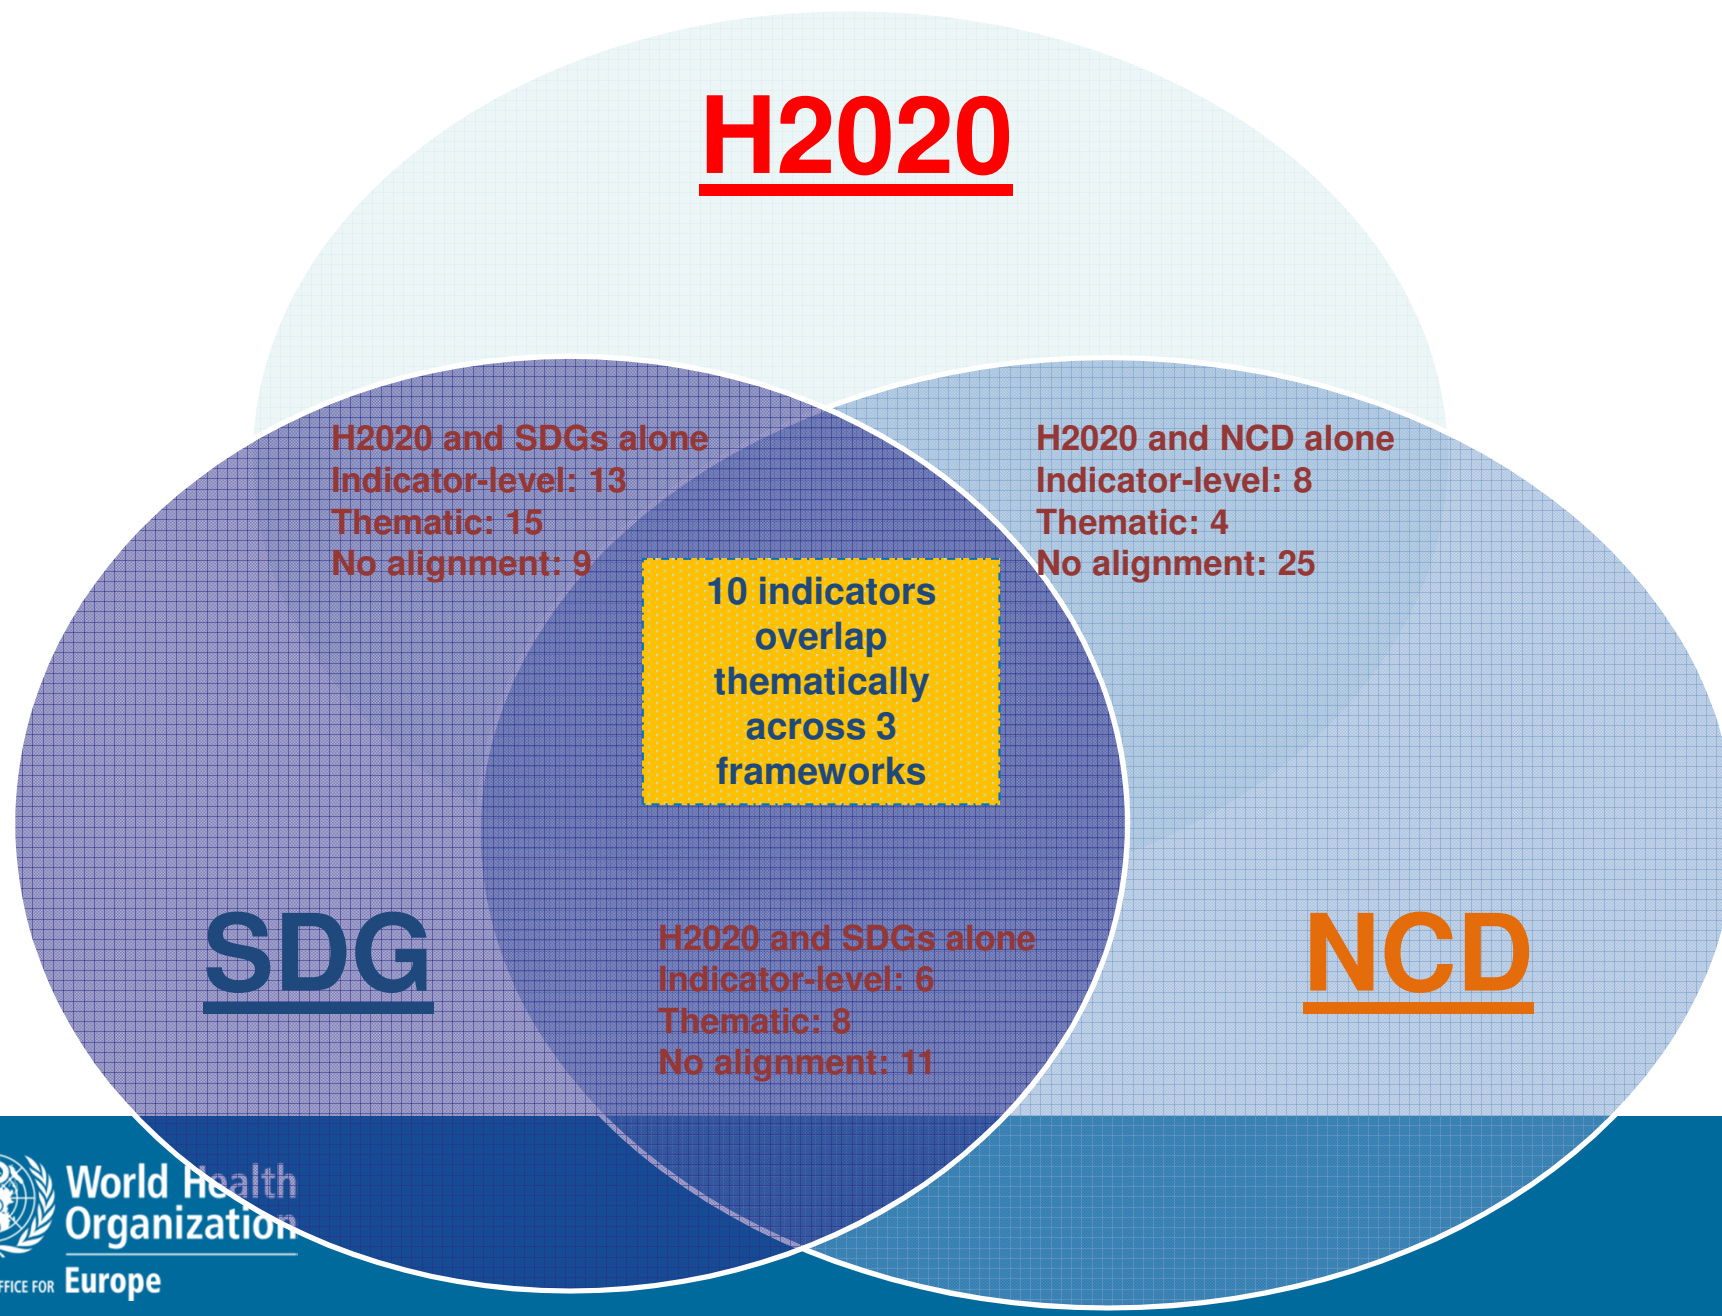 H2020
H2020 and SDGs alone
Indicator-level: 13
Thematic: 15
No alignment: 9
H2020 and NCD alone
Indicator-level: 8
Thematic: 4
No alignment: 25
10 indicators
overlap
thematically
across 3
frameworks
SDG
NCD
H2020 and SDGs alone
Indicator-level: 6
Thematic: 8
No alignment: 11
World Health
Organization
FOR Europe